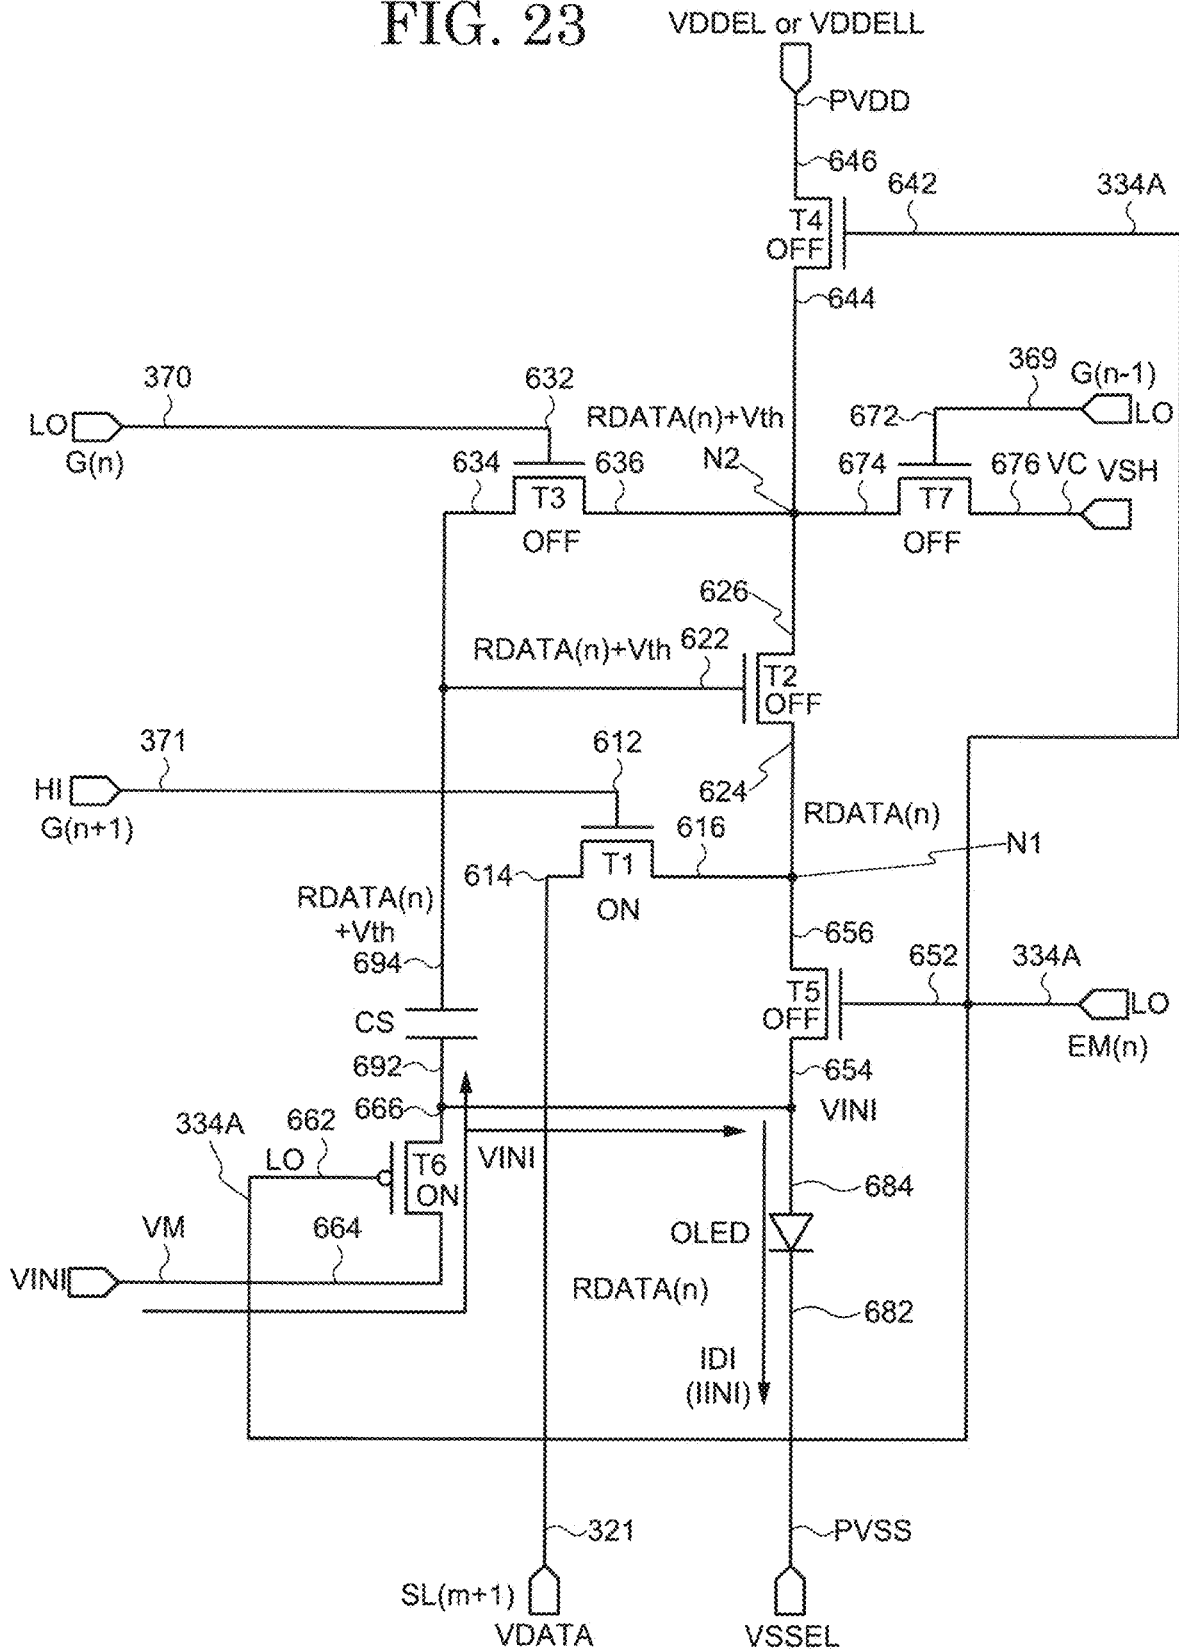 FIG. 23
VDDEL or VDDELL
PVDD
646
642
334A
T4
OFF
644
370
632
369
G(n-1)
LO
G(n)
RDATA(n)+Vth
672
LO
634
636
N2
674
676
VC
VSH
T3
OFF
T7
OFF
626
RDATA(n)+Vth
622
T2
OFF
371
612
HI
G(n+1)
624
RDATA(n)
616
N1
614
T1
ON
RDATA(n)
+Vth
694
656
652
334A
T5
OFF
LO
EM(n)
CS
692
654
666
VINI
334A
662
LO
T6
ON
VINI
684
VM
664
OLED
VINI
RDATA(n)
682
IDI
(IINI)
321
PVSS
SL(m+1)
VDATA
VSSEL